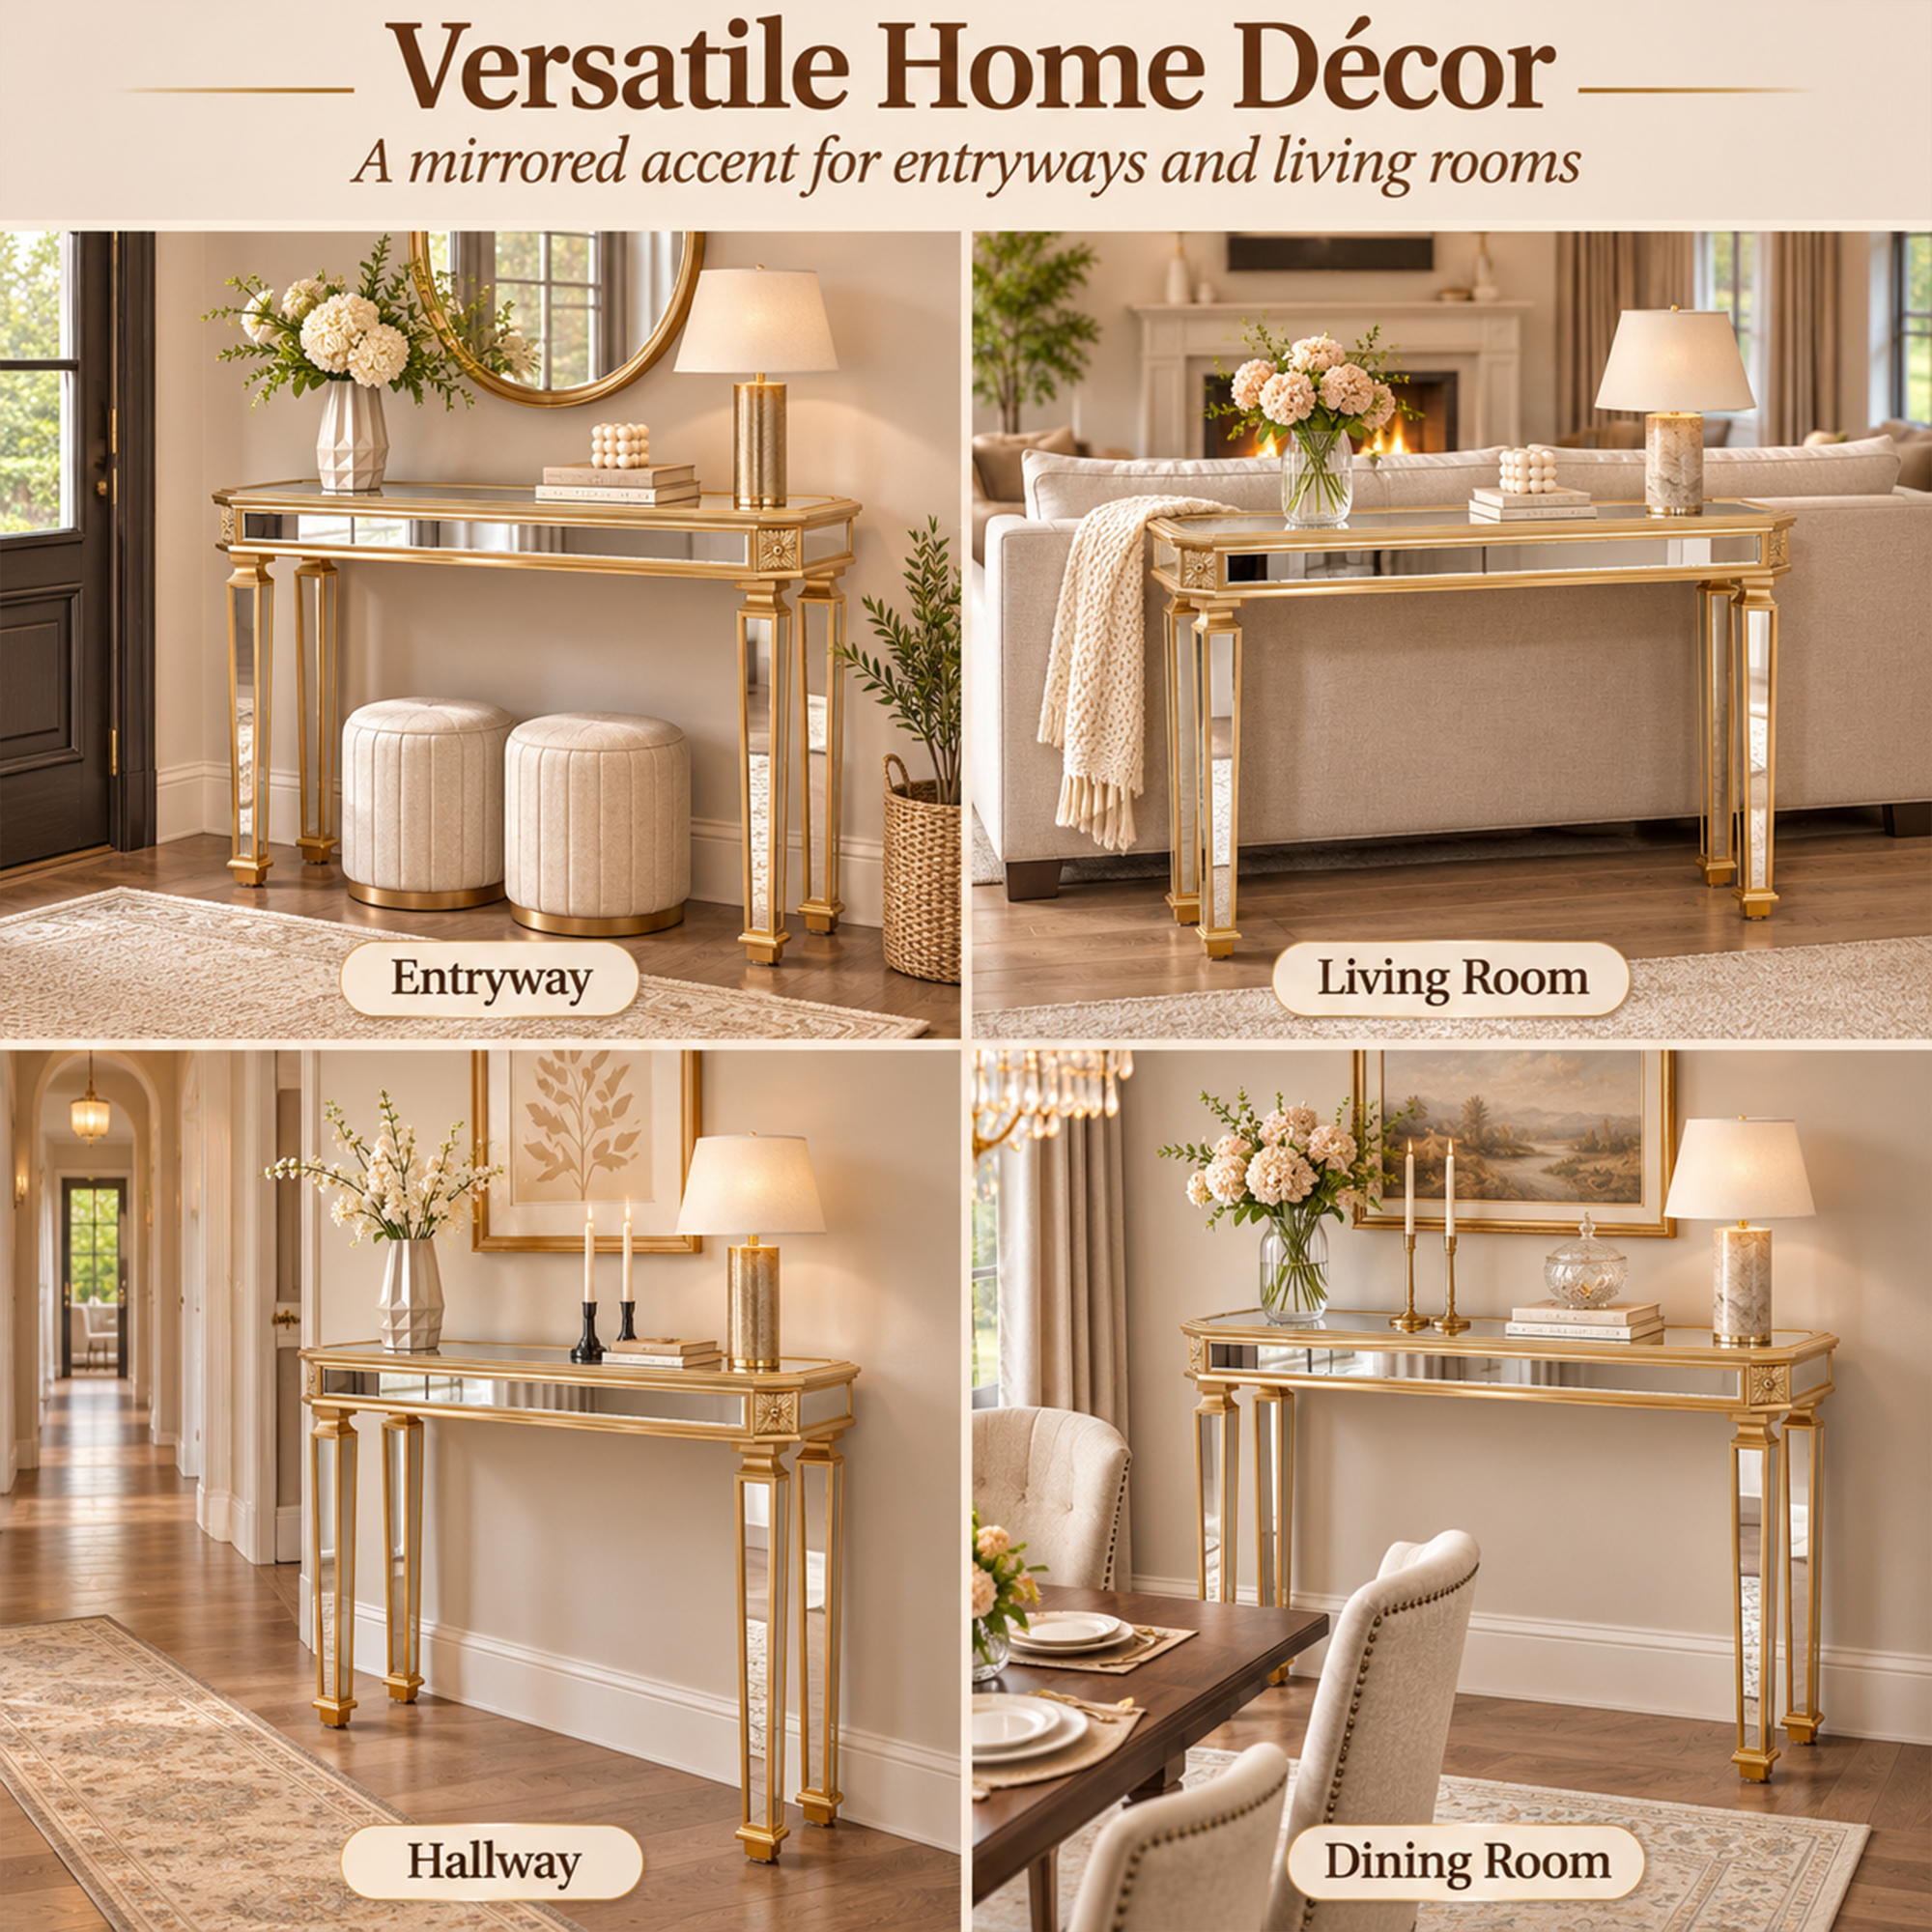 Versatile Home Décor
A mirrored accent for entryways and living rooms
Entryway
Living Room
Hallway
Dining Room